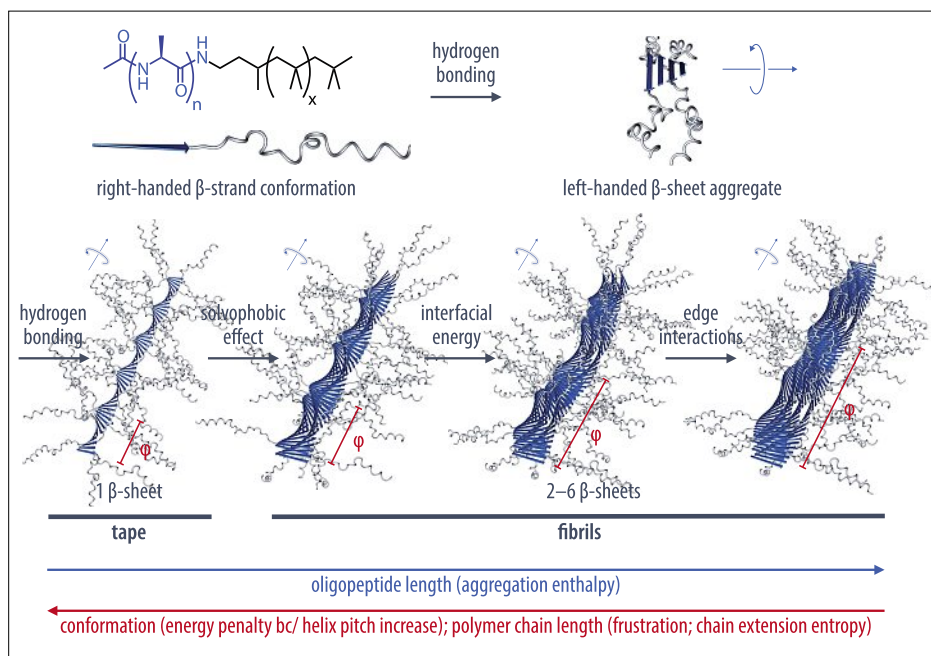 O
H
N
O
n
N
H
x
hydrogen
bonding
right-handed β-strand conformation
left-handed β-sheet aggregate
hydrogen
bonding
solvophobic
effect
interfacial
energy
edge
interactions
φ
φ
φ
φ
1 β-sheet
2–6 β-sheets
tape
fibrils
oligopeptide length (aggregation enthalpy)
conformation (energy penalty bc/ helix pitch increase); polymer chain length (frustration; chain extension entropy)